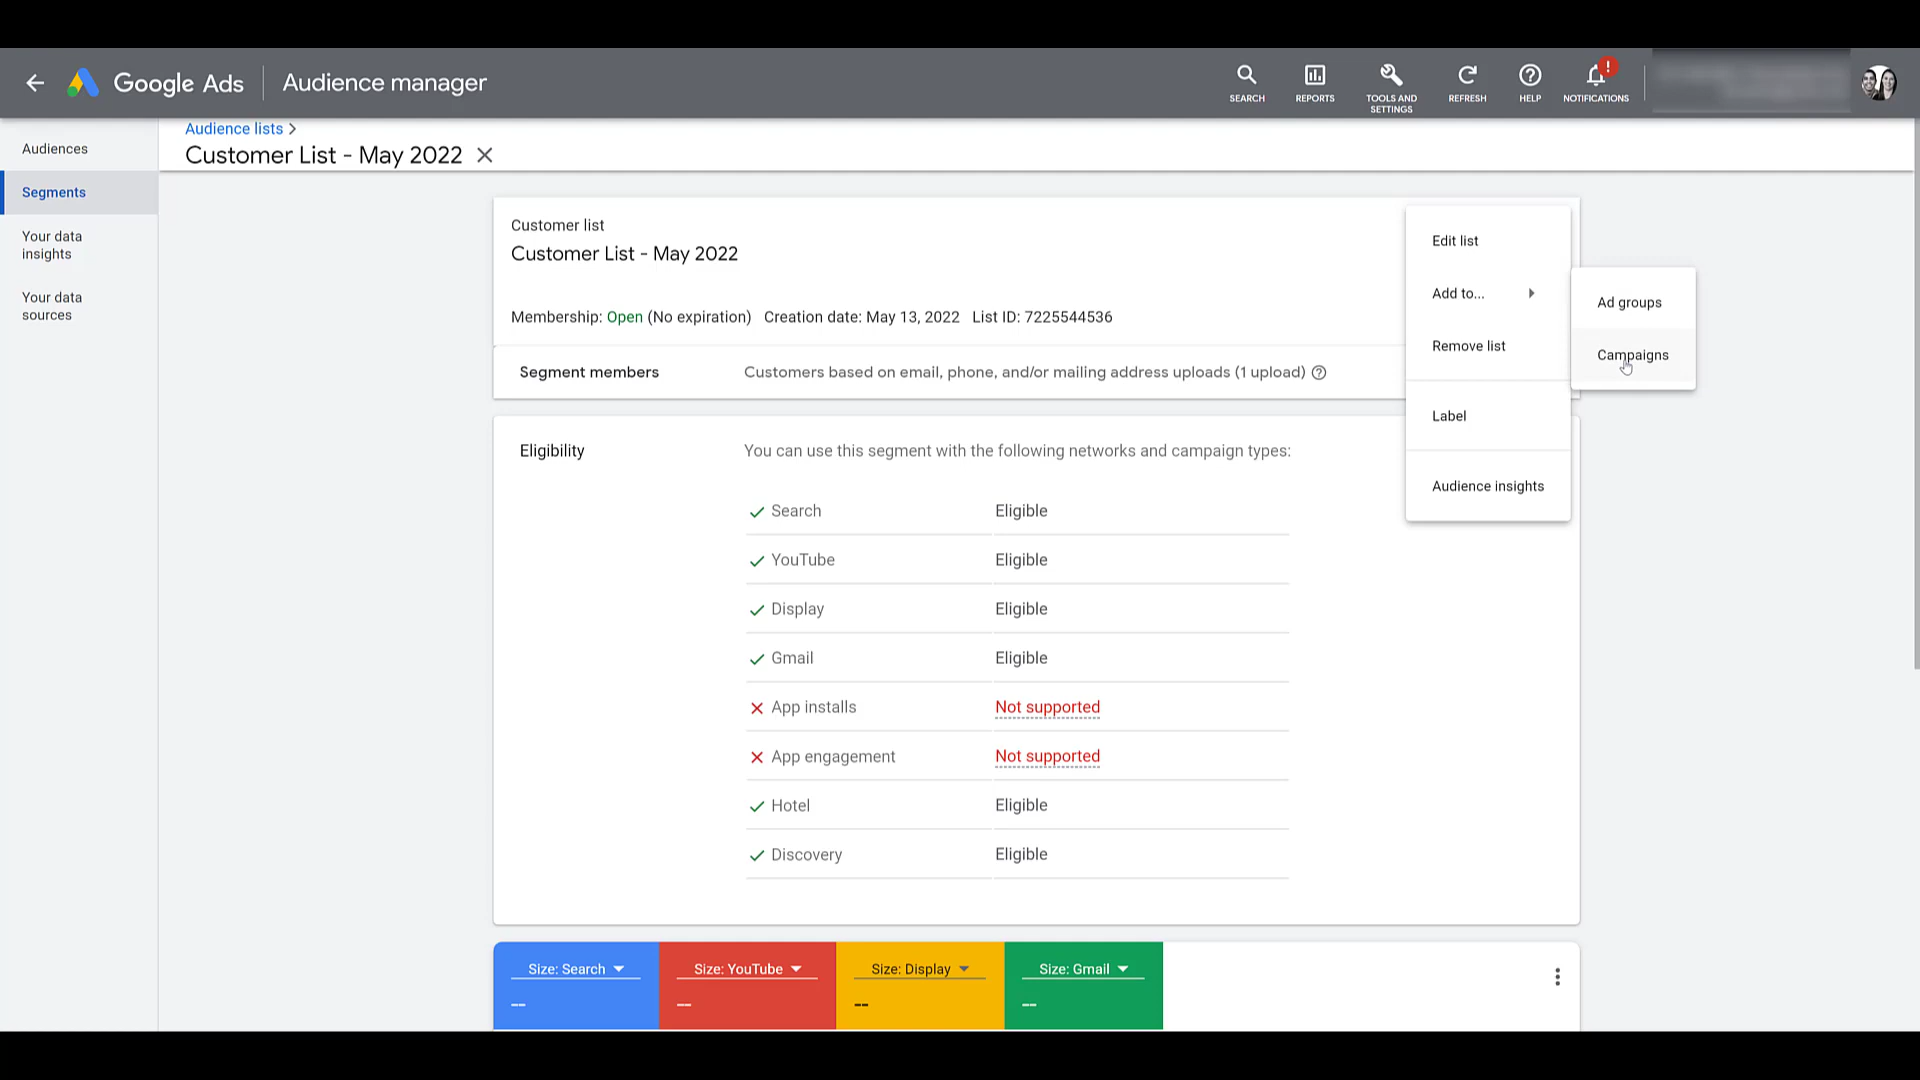 Google Ads
Audience manager
SEARCH
REPORTS
TOOLS AND
SETTINGS
REFRESH
HELP
!
NOTIFICATIONS
Audience lists >
Customer List - May 2022
Audiences
Segments
Your data
insights
Your data
sources
Customer list
Customer List - May 2022
Membership: Open (No expiration) Creation date: May 13, 2022 List ID: 7225544536
Segment members
Customers based on email, phone, and/or mailing address uploads (1 upload) ?
Edit list
Add to...
Remove list
Label
Audience insights
Ad groups
Campaigns
Eligibility
You can use this segment with the following networks and campaign types:
Search Eligible
YouTube Eligible
Display Eligible
Gmail Eligible
App installs Not supported
App engagement Not supported
Hotel Eligible
Discovery Eligible
Size: Search
—
Size: YouTube
—
Size: Display
—
Size: Gmail
—